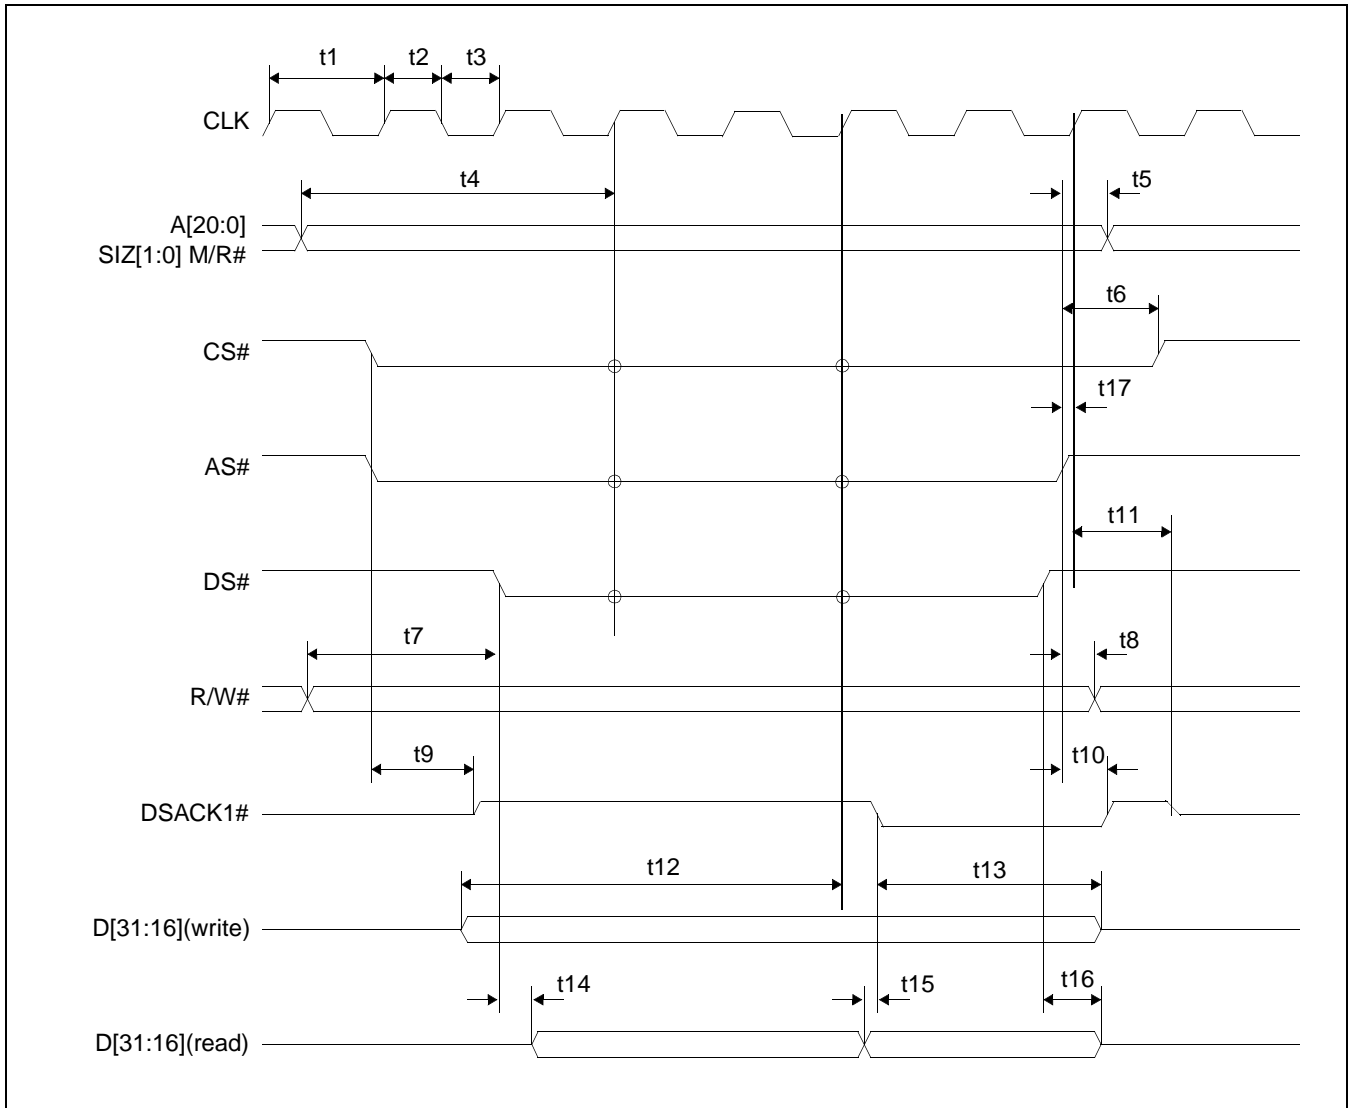 t1 t2 t3
CLK
t4 t5
A[20:0]
SIZ[1:0] M/R#
t6
CS#
t17
AS#
t11
DS#
t7 t8
R/W#
t9 t10
DSACK1#
t12 t13
D[31:16](write)
t14 t15 t16
D[31:16](read)